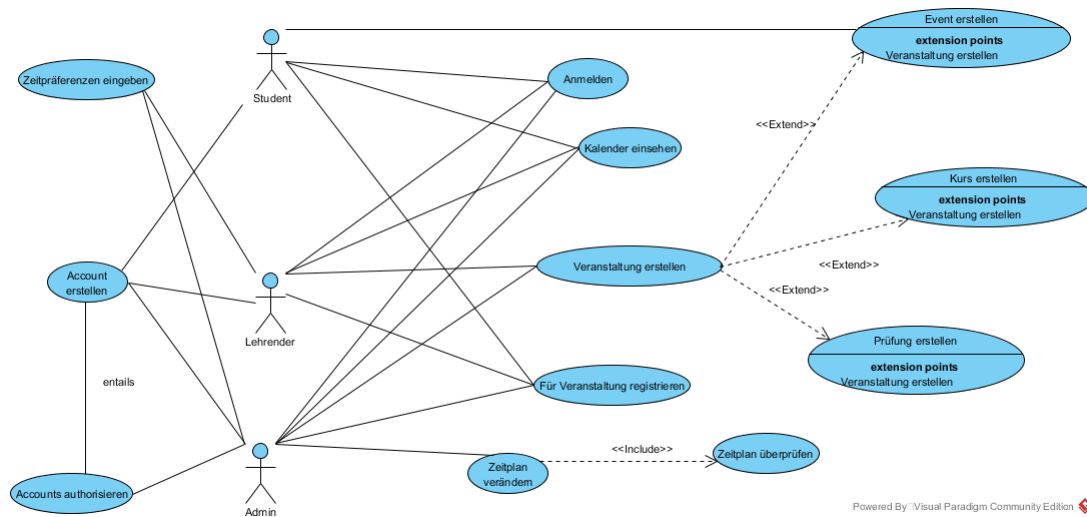 Event erstellen
extension points
Veranstaltung erstellen
Student
Zeitpräferenzen eingeben
Anmelden
<<Extend>>
Kalender einsehen
Kurs erstellen
extension points
Veranstaltung erstellen
Account
erstellen
Lehrender
Veranstaltung erstellen
<<Extend>>
<<Extend>>
Prüfung erstellen
extension points
Veranstaltung erstellen
entails
Für Veranstaltung registrieren
<<Include>>
Zeitplan
verändern
Zeitplan überprüfen
Accounts authorisieren
Admin
Powered By Visual Paradigm Community Edition